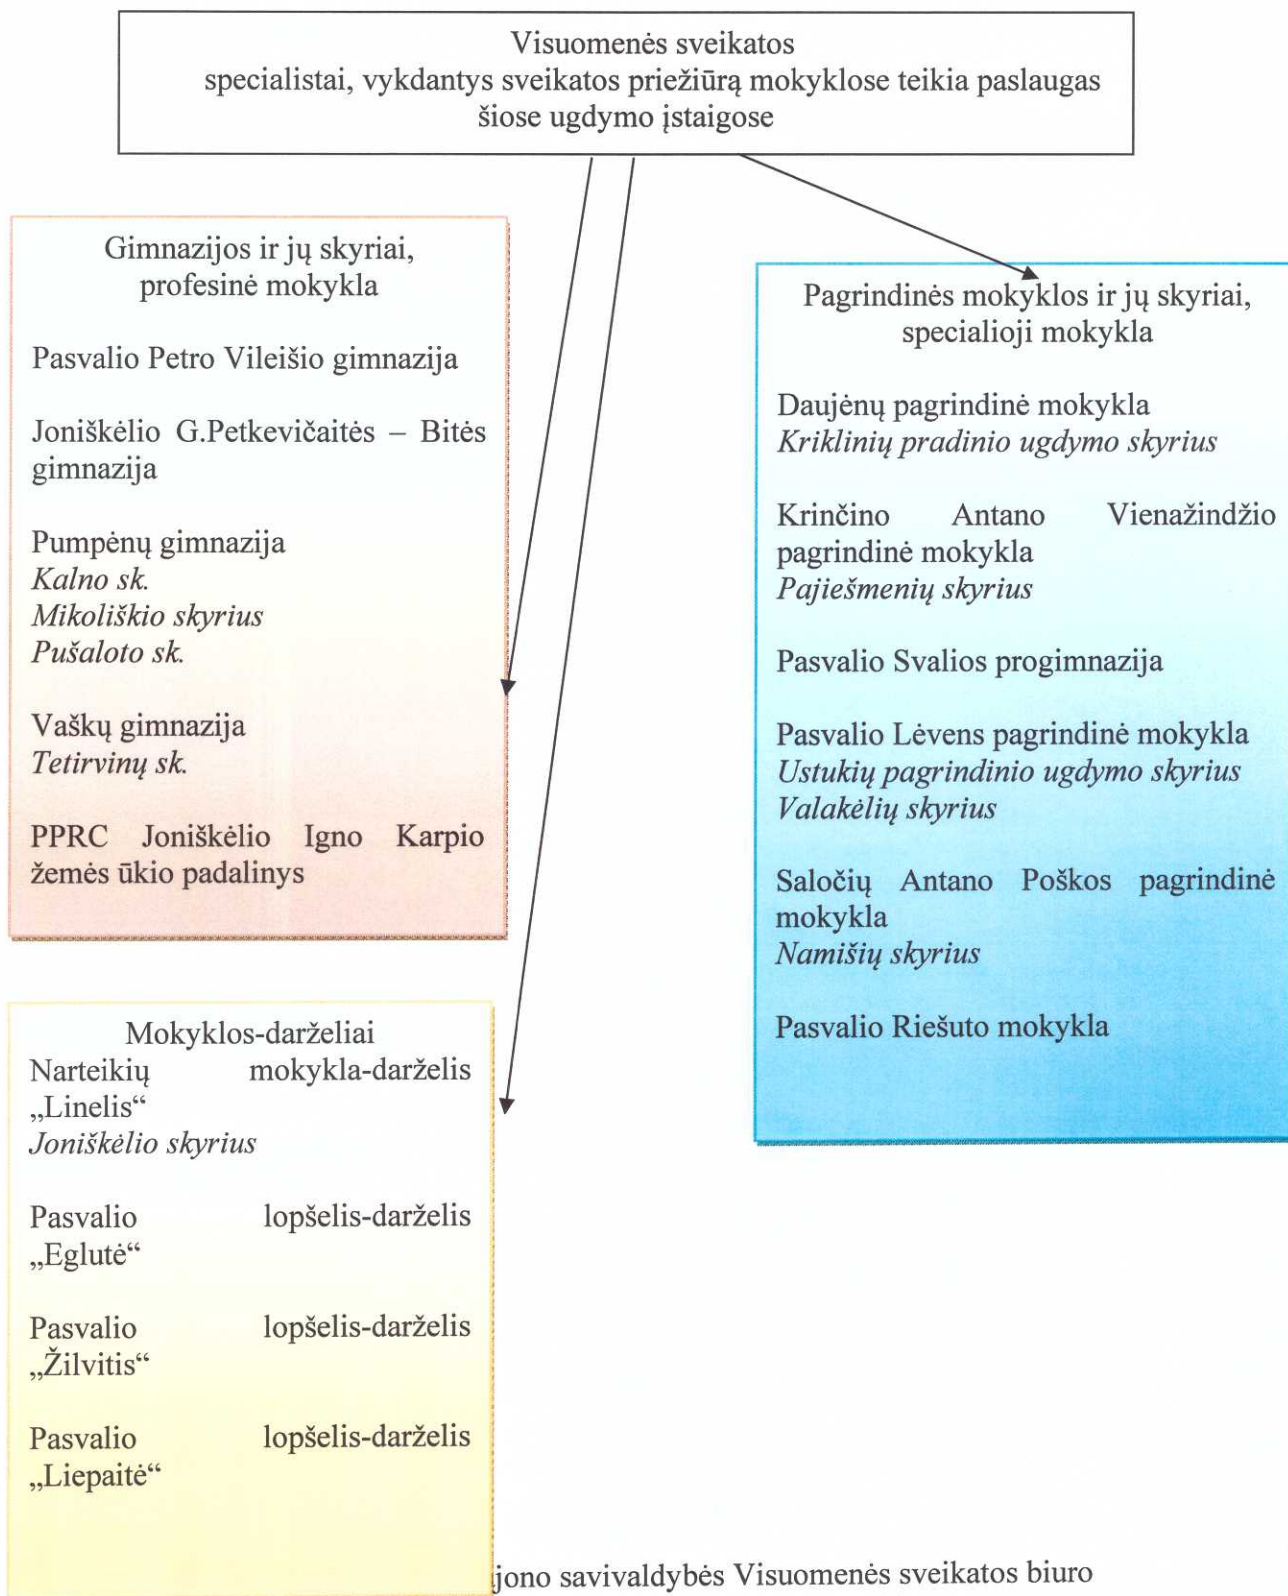 Visuomenės sveikatos
specialistai, vykdantys sveikatos priežiūrą mokyklose teikia paslaugas
šiose ugdymo įstaigose
Gimnazijos ir jų skyriai,
profesinė mokykla
Pasvalio Petro Vileišio gimnazija
Joniškėlio G.Petkevičaitės – Bitės
gimnazija
Pumpėnų gimnazija
Kalno sk.
Mikoliškio skyrius
Pušaloto sk.
Vaškų gimnazija
Tetirvinų sk.
PPRC Joniškėlio Igno Karpio
žemės ūkio padalinys
Pagrindinės mokyklos ir jų skyriai,
specialioji mokykla
Daujėnų pagrindinė mokykla
Kriklinių pradinio ugdymo skyrius
Krinčino Antano Vienažindžio
pagrindinė mokykla
Pajiešmenių skyrius
Pasvalio Svalios progimnazija
Pasvalio Lėvens pagrindinė mokykla
Ustukių pagrindinio ugdymo skyrius
Valakėlių skyrius
Saločių Antano Poškos pagrindinė
mokykla
Namišių skyrius
Pasvalio Riešuto mokykla
Mokyklos-darželiai
Narteikių mokykla-darželis
„Linelis“
Joniškėlio skyrius
Pasvalio lopšelis-darželis
„Eglutė“
Pasvalio lopšelis-darželis
„Žilvitis“
Pasvalio lopšelis-darželis
„Liepaitė“
jono savivaldybės Visuomenės sveikatos biuro